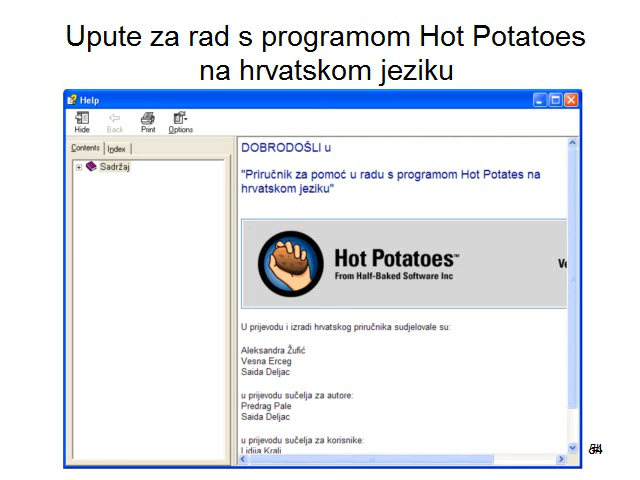 Upute za rad s programom Hot Potatoes
na hrvatskom jeziku
Help
Hide Back Print Options
Contents Index
Sadržaj
DOBRODOŠLI u
"Priručnik za pomoć u radu s programom Hot Potates na
hrvatskom jeziku"
Hot Potatoes™
From Half-Baked Software Inc
U prijevodu i izradi hrvatskog priručnika sudjelovale su:
Aleksandra Žufić
Vesna Erceg
Saida Deljac
u prijevodu sučelja za autore:
Predrag Pale
Saida Deljac
u prijevodu sučelja za korisnike:
Lidija Kralj